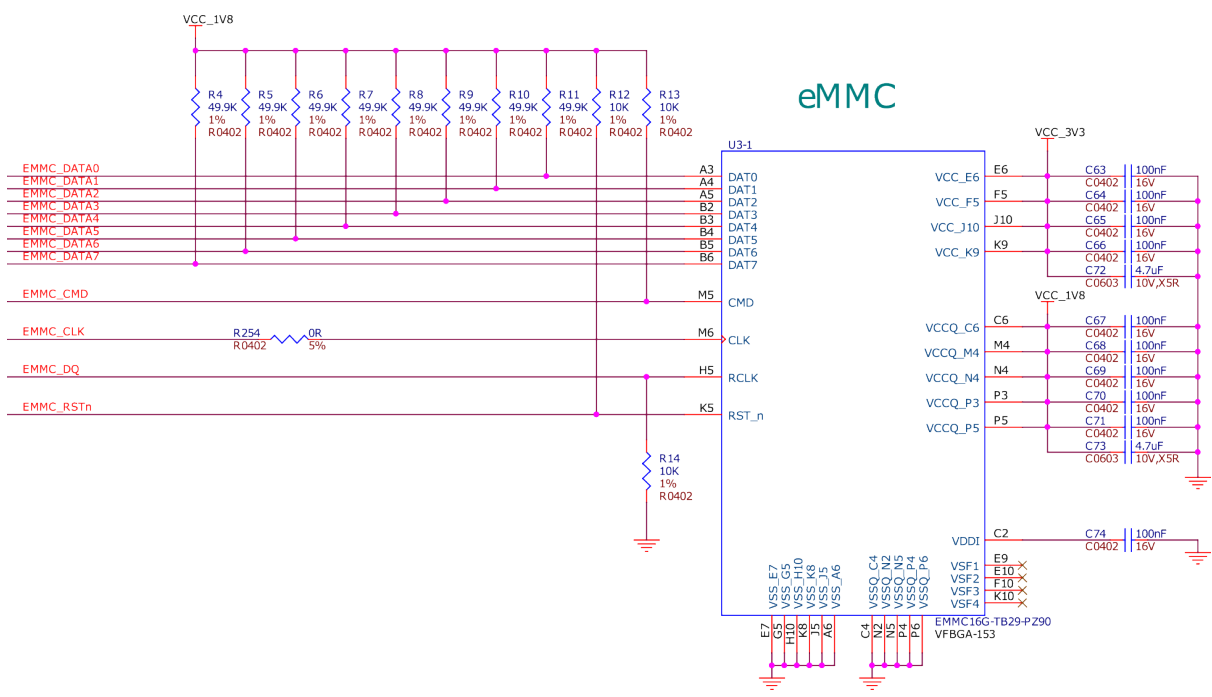 VCC_1V8
eMMC
R4
49.9K
1%
R0402
R5
49.9K
1%
R0402
R6
49.9K
1%
R0402
R7
49.9K
1%
R0402
R8
49.9K
1%
R0402
R9
49.9K
1%
R0402
R10
49.9K
1%
R0402
R11
49.9K
1%
R0402
R12
10K
1%
R0402
R13
10K
1%
R0402
U3-1
EMMC_DATA0
EMMC_DATA1
EMMC_DATA2
EMMC_DATA3
EMMC_DATA4
EMMC_DATA5
EMMC_DATA6
EMMC_DATA7
EMMC_CMD
EMMC_CLK
R254
R0402
0R
5%
EMMC_DQ
EMMC_RSTn
R14
10K
1%
R0402
A3
A4
A5
B2
B3
B4
B5
B6
M5
M6
H5
K5
DAT0
DAT1
DAT2
DAT3
DAT4
DAT5
DAT6
DAT7
CMD
CLK
RCLK
RST_n
VCC_E6
VCC_F5
VCC_J10
VCC_K9
VCCQ_C6
VCCQ_M4
VCCQ_N4
VCCQ_P3
VCCQ_P5
VDDI
VSF1
VSF2
VSF3
VSF4
E6
F5
J10
K9
C6
M4
N4
P3
P5
C2
E9
E10
F10
K10
VCC_3V3
C63 100nF
C0402 16V
C64 100nF
C0402 16V
C65 100nF
C0402 16V
C66 100nF
C0402 16V
C72 4.7uF
C0603 10V,X5R
VCC_1V8
C67 100nF
C0402 16V
C68 100nF
C0402 16V
C69 100nF
C0402 16V
C70 100nF
C0402 16V
C71 100nF
C0402 16V
C73 4.7uF
C0603 10V,X5R
C74 100nF
C0402 16V
VSS_E7
VSS_G5
VSS_H10
VSS_K8
VSS_J5
VSS_A6
VSSQ_C4
VSSQ_N2
VSSQ_N5
VSSQ_P4
VSSQ_P6
E7
G5
H10
K8
J5
A6
C4
N2
N5
P4
P6
EMMC16G-TB29-PZ90
VFBGA-153